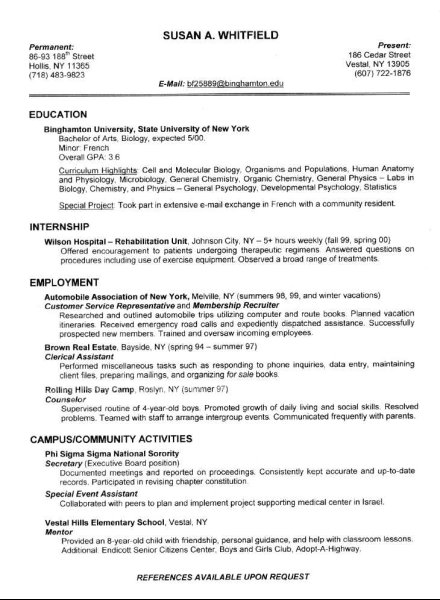 SUSAN A. WHITFIELD
Permanent:
86-93 188th Street
Hollis, NY 11365
(718) 483-9823
Present:
186 Cedar Street
Vestal, NY 13905
(607) 722-1876
E-Mail: bf25889@binghamton.edu
EDUCATION
Binghamton University, State University of New York
Bachelor of Arts, Biology, expected 5/00.
Minor: French
Overall GPA: 3.6
Curriculum Highlights: Cell and Molecular Biology, Organisms and Populations, Human Anatomy
and Physiology, Microbiology, General Chemistry, Organic Chemistry, General Physics – Labs in
Biology, Chemistry, and Physics – General Psychology, Developmental Psychology, Statistics
Special Project: Took part in extensive e-mail exchange in French with a community resident.
INTERNSHIP
Wilson Hospital – Rehabilitation Unit, Johnson City, NY – 5+ hours weekly (fall 99, spring 00)
Offered encouragement to patients undergoing therapeutic regimens. Answered questions on
procedures including use of exercise equipment. Observed a broad range of treatments.
EMPLOYMENT
Automobile Association of New York, Melville, NY (summers 98, 99, and winter vacations)
Customer Service Representative and Membership Recruiter
Researched and outlined automobile trips utilizing computer and route books. Planned vacation
itineraries. Received emergency road calls and expediently dispatched assistance. Successfully
prospected new members. Trained and oversaw incoming employees.
Brown Real Estate, Bayside, NY (spring 94 – summer 97)
Clerical Assistant
Performed miscellaneous tasks such as responding to phone inquiries, data entry, maintaining
client files, preparing mailings, and organizing for sale books.
Rolling Hills Day Camp, Roslyn, NY (summer 97)
Counselor
Supervised routine of 4-year-old boys. Promoted growth of daily living and social skills. Resolved
problems. Teamed with staff to arrange intergroup events. Communicated frequently with parents.
CAMPUS/COMMUNITY ACTIVITIES
Phi Sigma Sigma National Sorority
Secretary (Executive Board position)
Documented meetings and reported on proceedings. Consistently kept accurate and up-to-date
records. Participated in revising chapter constitution.
Special Event Assistant
Collaborated with peers to plan and implement project supporting medical center in Israel.
Vestal Hills Elementary School, Vestal, NY
Mentor
Provided an 8-year-old child with friendship, personal guidance, and help with classroom lessons.
Additional: Endicott Senior Citizens Center, Boys and Girls Club, Adopt-A-Highway.
REFERENCES AVAILABLE UPON REQUEST